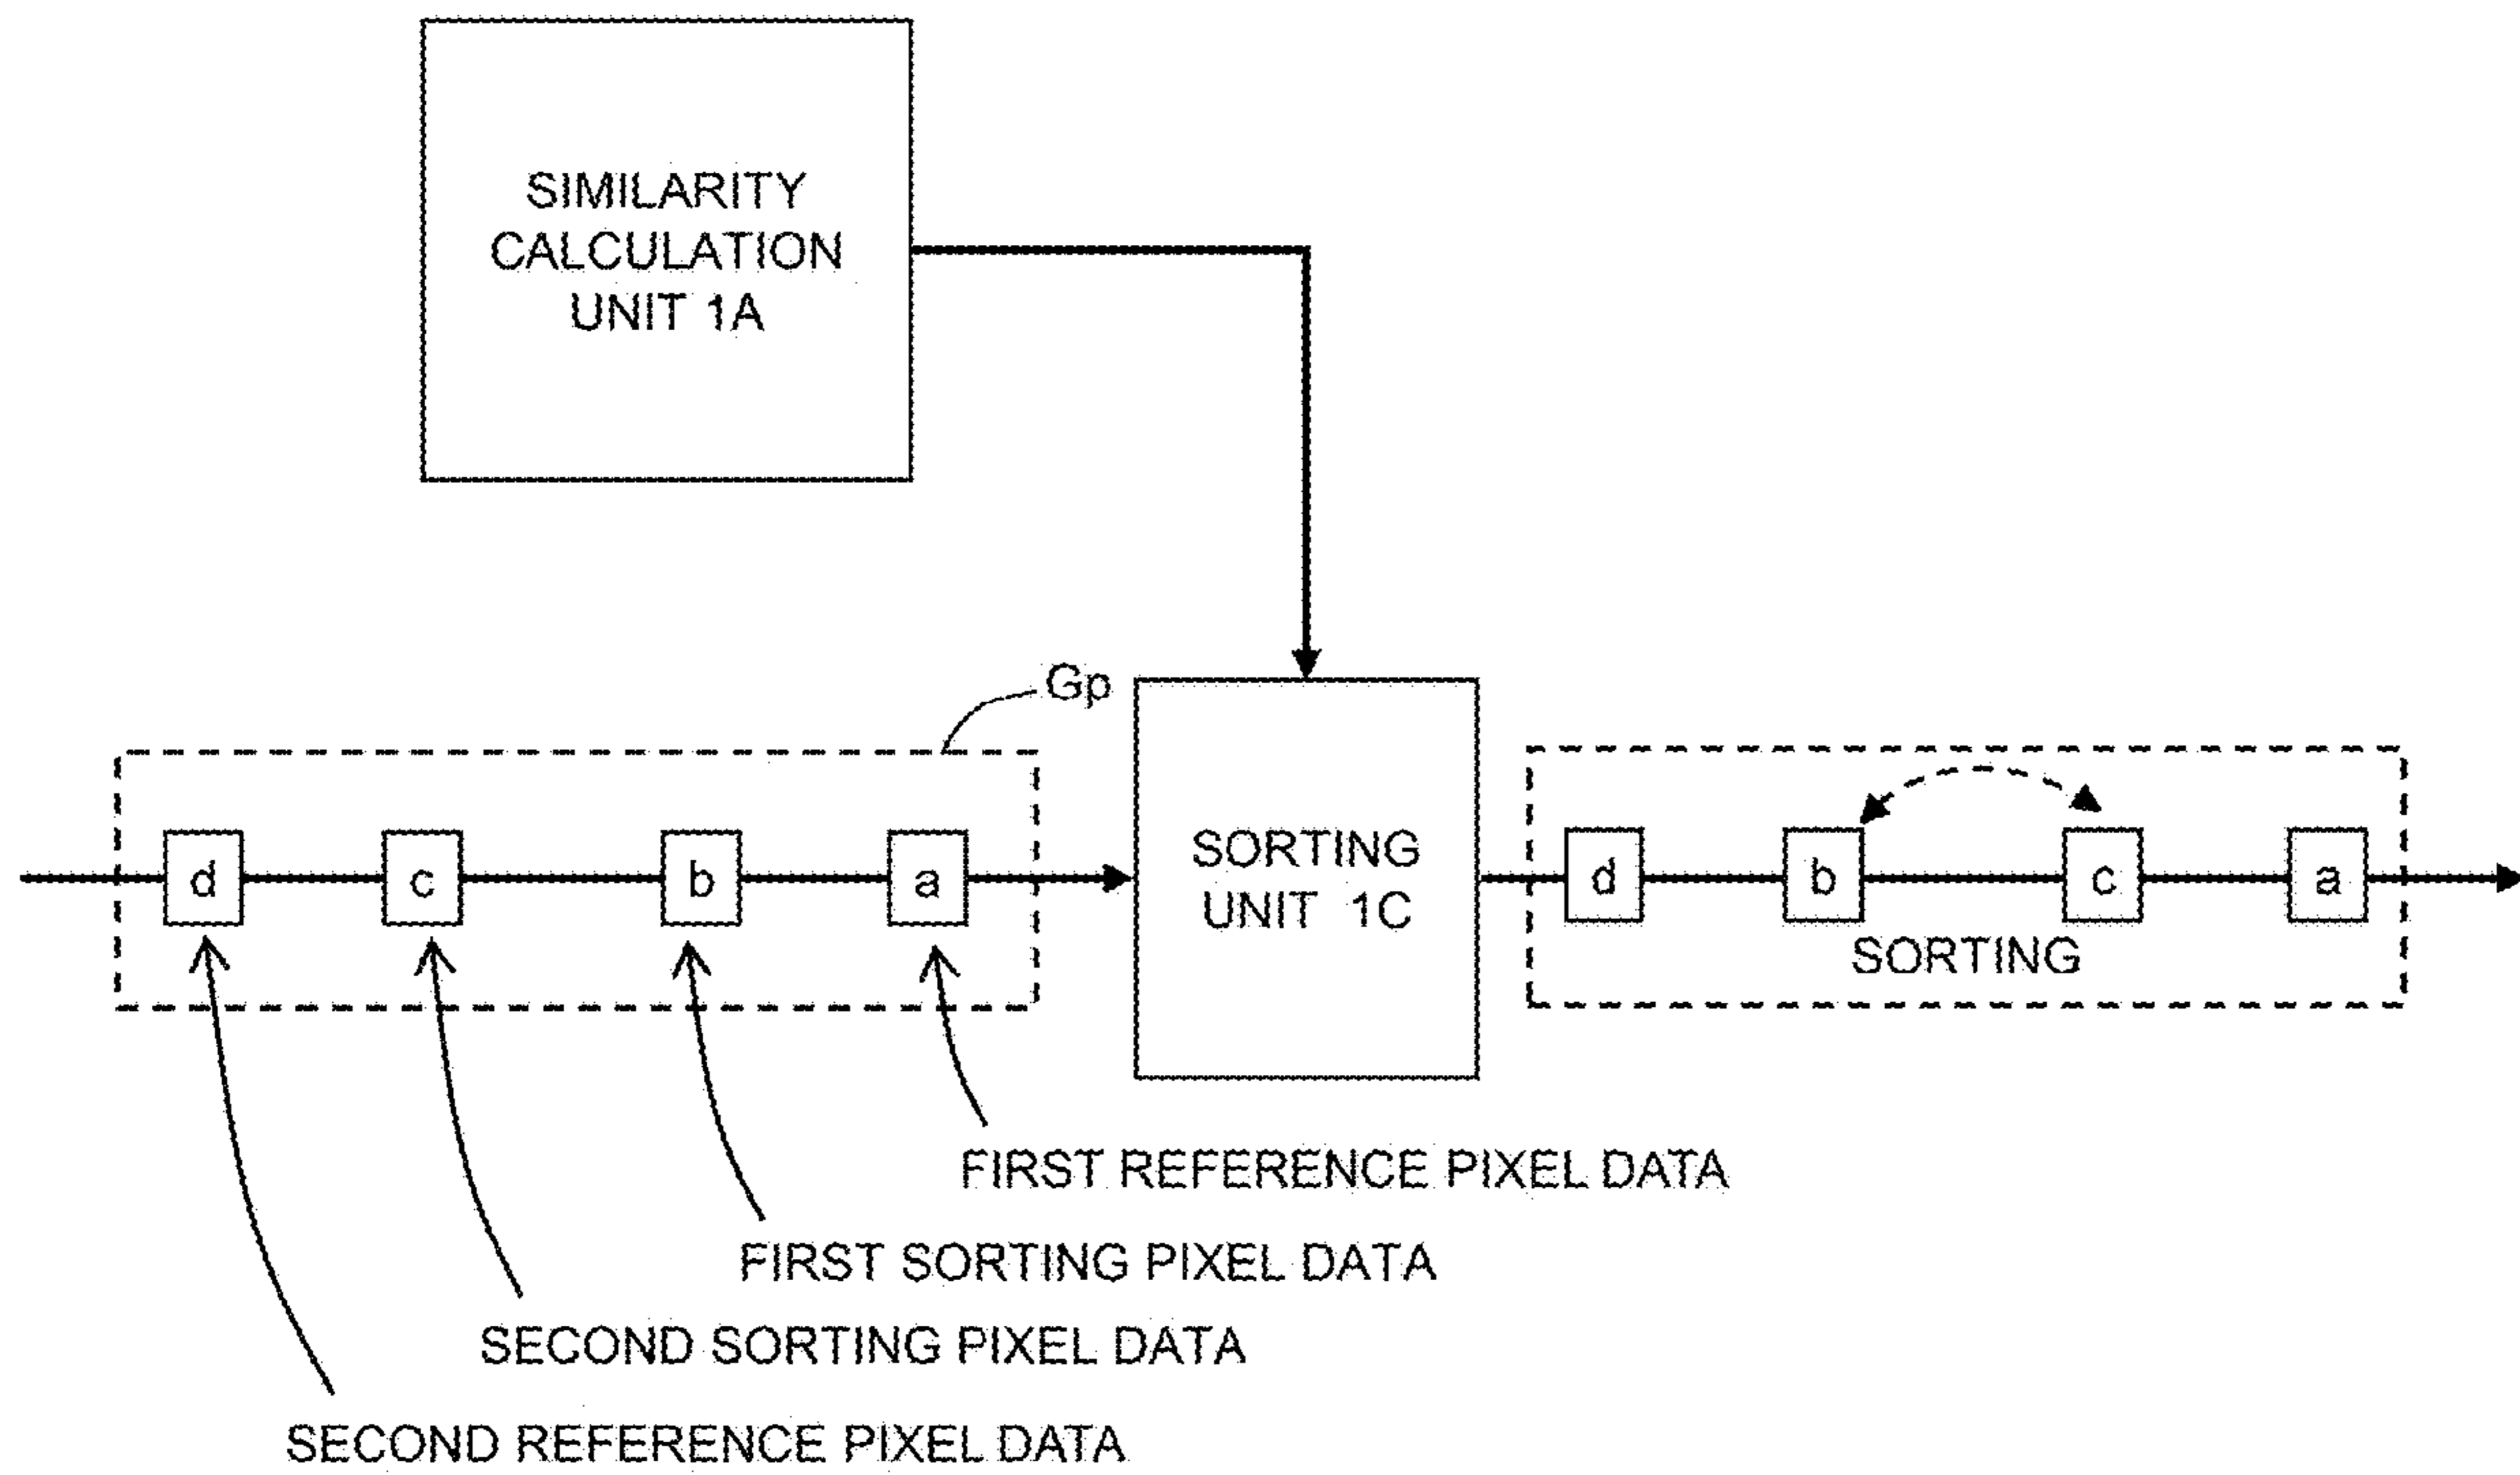 SIMILARITY
CALCULATION
UNIT 1A
Gp
d
c
b
a
SORTING
UNIT 1C
d
b
c
a
SORTING
FIRST REFERENCE PIXEL DATA
FIRST SORTING PIXEL DATA
SECOND SORTING PIXEL DATA
SECOND REFERENCE PIXEL DATA